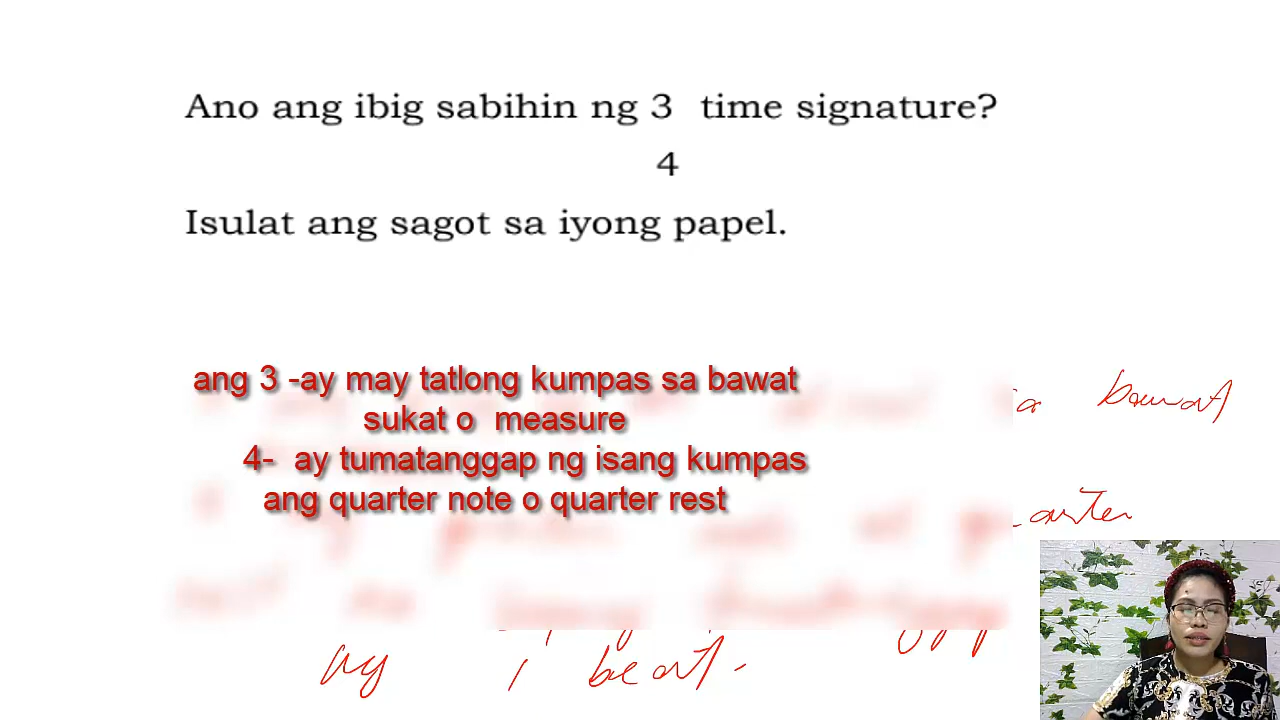 Ano ang ibig sabihin ng 3 time signature?
4
Isulat ang sagot sa iyong papel.
ang 3 -ay may tatlong kumpas sa bawat
sukat o measure
4- ay tumatanggap ng isang kumpas
ang quarter note o quarter rest
bawat
ay 1 beat.